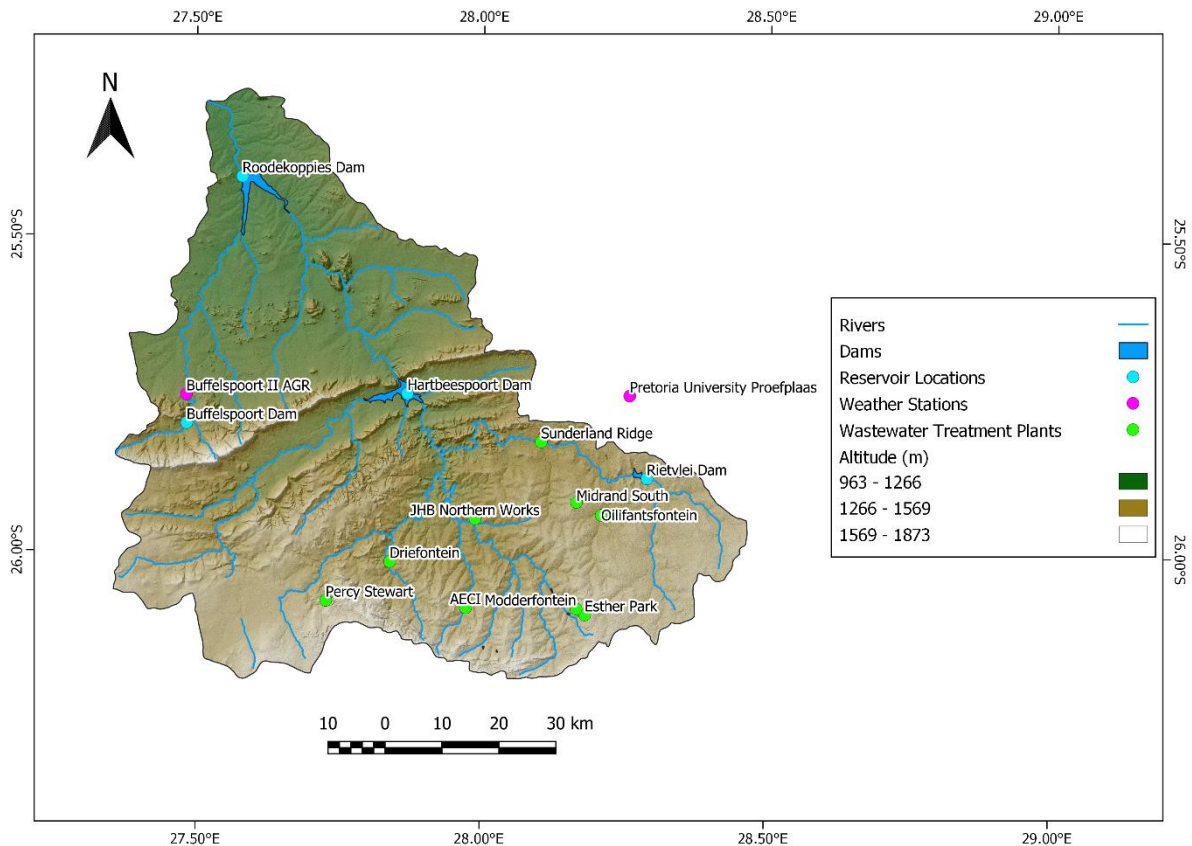 27.50°E
28.00°E
28.50°E
29.00°E
N
Roodekoppies Dam
25.50°S
25.50°S
Rivers
Dams
Reservoir Locations
Weather Stations
Wastewater Treatment Plants
Altitude (m)
963 - 1266
1266 - 1569
1569 - 1873
Buffelspoort II AGR
Hartbeespoort Dam
Pretoria University Proefplaas
Buffelspoort Dam
Sunderland Ridge
Rietvlei Dam
Midrand South
JHB Northern Works
Oilifantsfontein
26.00°S
26.00°S
Driefontein
Percy Stewart
AECI Modderfontein
Esther Park
10 0 10 20 30 km
27.50°E
28.00°E
28.50°E
29.00°E